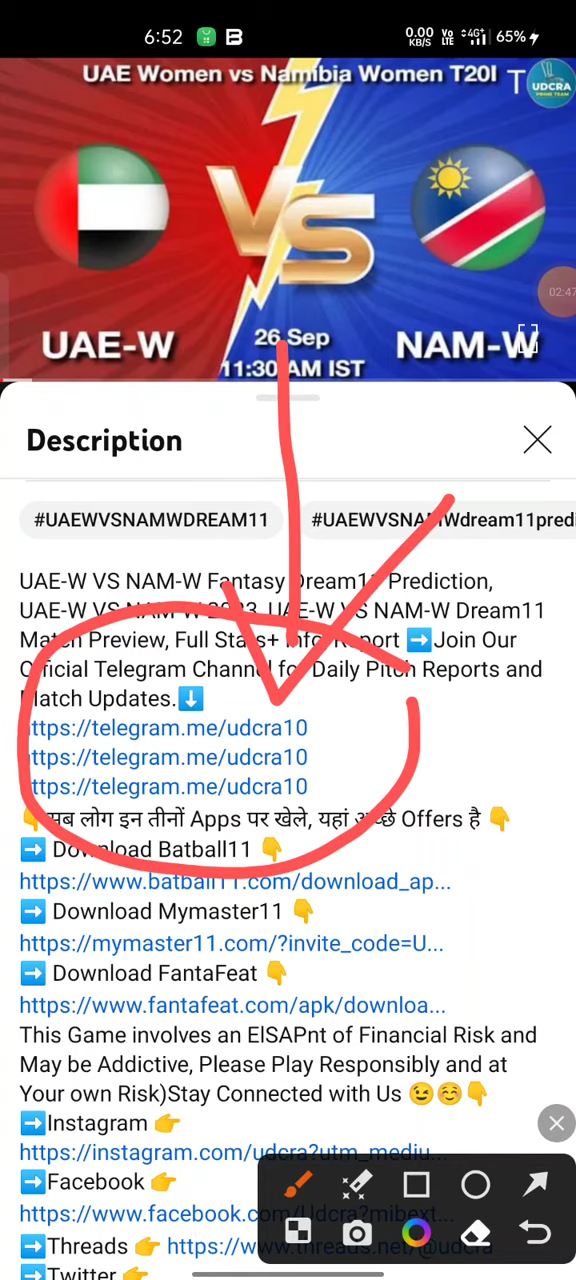 6:52
0.00 KB/S
Vo LTE
4G+
65%
UAE Women vs Namibia Women T20I
T
UDCRA
PRIME TEAM
VS
02:47
UAE-W
26 Sep
NAM-W
11:30 AM IST
Description
#UAEWVSNAMWDREAM11
#UAEWVSNAMWdream11predi
UAE-W VS NAM-W Fantasy Dream11 Prediction,
UAE-W VS NAM-W 2023, UAE-W VS NAM-W Dream11
Match Preview, Full Stats+ Info Report ➡️Join Our
Official Telegram Channel for Daily Pitch Reports and
Match Updates.⬇️
https://telegram.me/udcra10
https://telegram.me/udcra10
https://telegram.me/udcra10
👇सब लोग इन तीनों Apps पर खेले, यहां अच्छे Offers है 👇
➡️ Download Batball11 👇
https://www.batball11.com/download_ap...
➡️ Download Mymaster11 👇
https://mymaster11.com/?invite_code=U...
➡️ Download FantaFeat 👇
https://www.fantafeat.com/apk/downloa...
This Game involves an ElSAPnt of Financial Risk and
May be Addictive, Please Play Responsibly and at
Your own Risk)Stay Connected with Us 😉☺️👇
➡️Instagram 👉
https://instagram.com/udcra?utm_mediu...
➡️Facebook 👉
https://www.facebook.com/Udcra?mibext...
➡️Threads 👉 https://www.threads.net/@udcra
➡️Twitter 👉